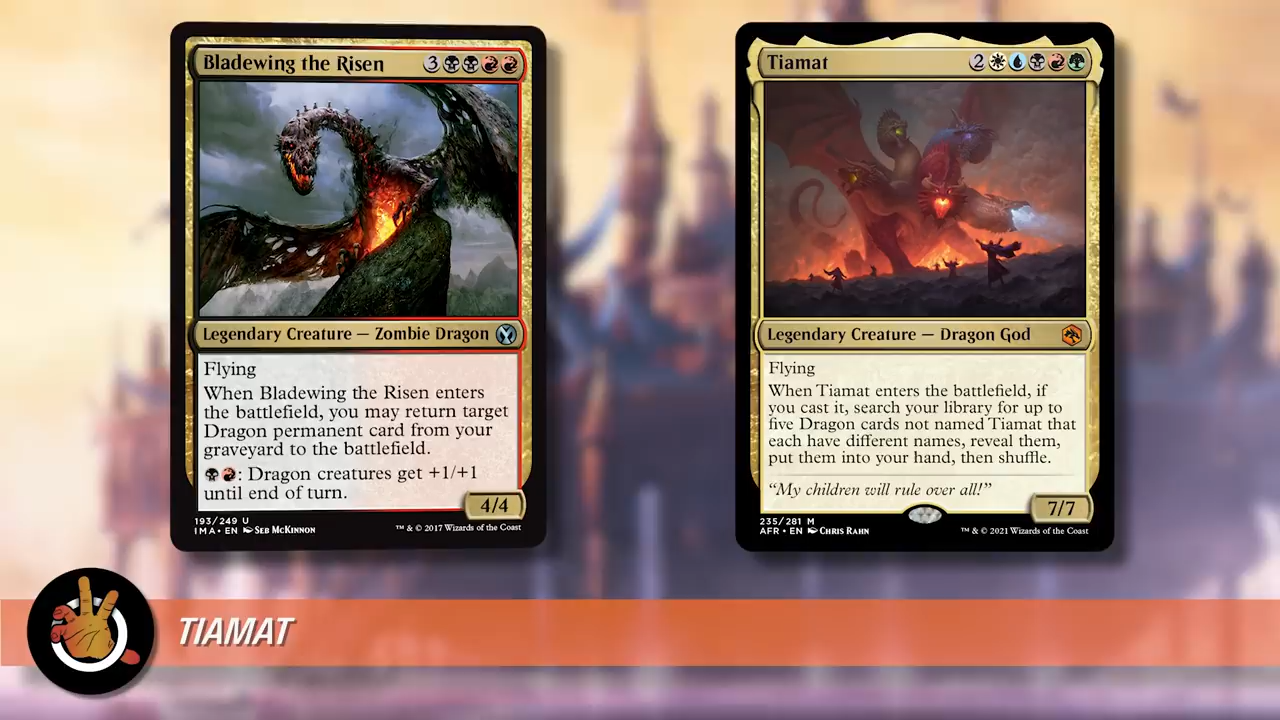 Bladewing the Risen 3
Legendary Creature — Zombie Dragon
Flying
When Bladewing the Risen enters
the battlefield, you may return target
Dragon permanent card from your
graveyard to the battlefield.
: Dragon creatures get +1/+1
until end of turn.
4/4
193/249 U
IMA • EN Seb McKinnon
™ & © 2017 Wizards of the Coast
Tiamat 2
Legendary Creature — Dragon God
Flying
When Tiamat enters the battlefield, if
you cast it, search your library for up to
five Dragon cards not named Tiamat that
each have different names, reveal them,
put them into your hand, then shuffle.
“My children will rule over all!”
7/7
235/281 M
AFR • EN Chris Rahn
™ & © 2021 Wizards of the Coast
TIAMAT